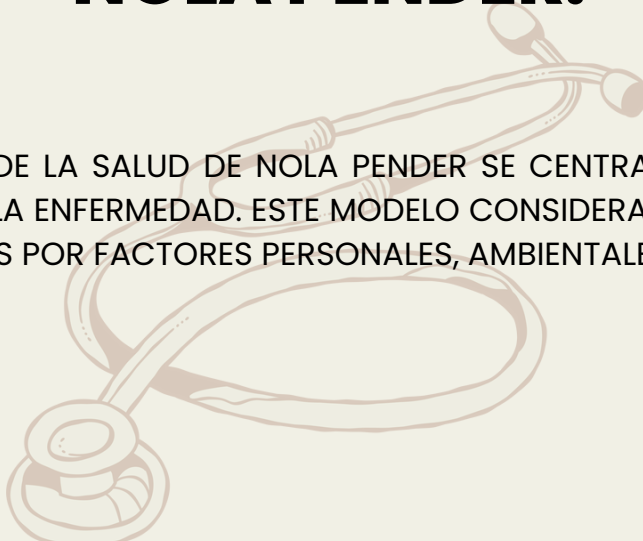 NOLA PENDER:
DE LA SALUD DE NOLA PENDER SE CENTRA
LA ENFERMEDAD. ESTE MODELO CONSIDERA
S POR FACTORES PERSONALES, AMBIENTALE